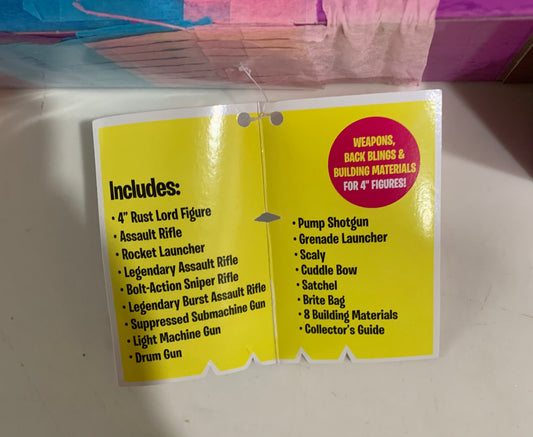 Includes:
• 4" Rust Lord Figure
• Assault Rifle
• Rocket Launcher
• Legendary Assault Rifle
• Bolt-Action Sniper Rifle
• Legendary Burst Assault Rifle
• Suppressed Submachine Gun
• Light Machine Gun
• Drum Gun
WEAPONS,
BACK BLINGS &
BUILDING MATERIALS
FOR 4" FIGURES!
• Pump Shotgun
• Grenade Launcher
• Scaly
• Cuddle Bow
• Satchel
• Brite Bag
• 8 Building Materials
• Collector's Guide